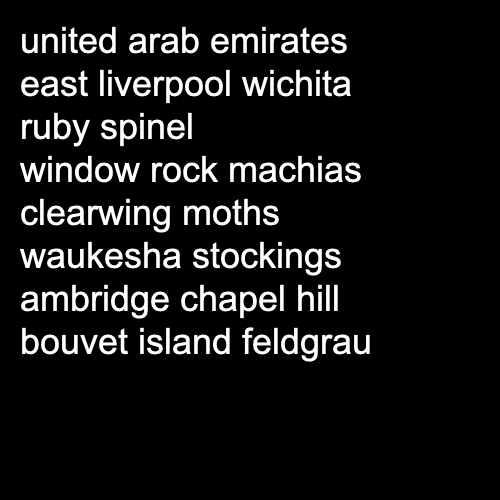 united arab emirates
east liverpool wichita
ruby spinel
window rock machias
clearwing moths
waukesha stockings
ambridge chapel hill
bouvet island feldgrau